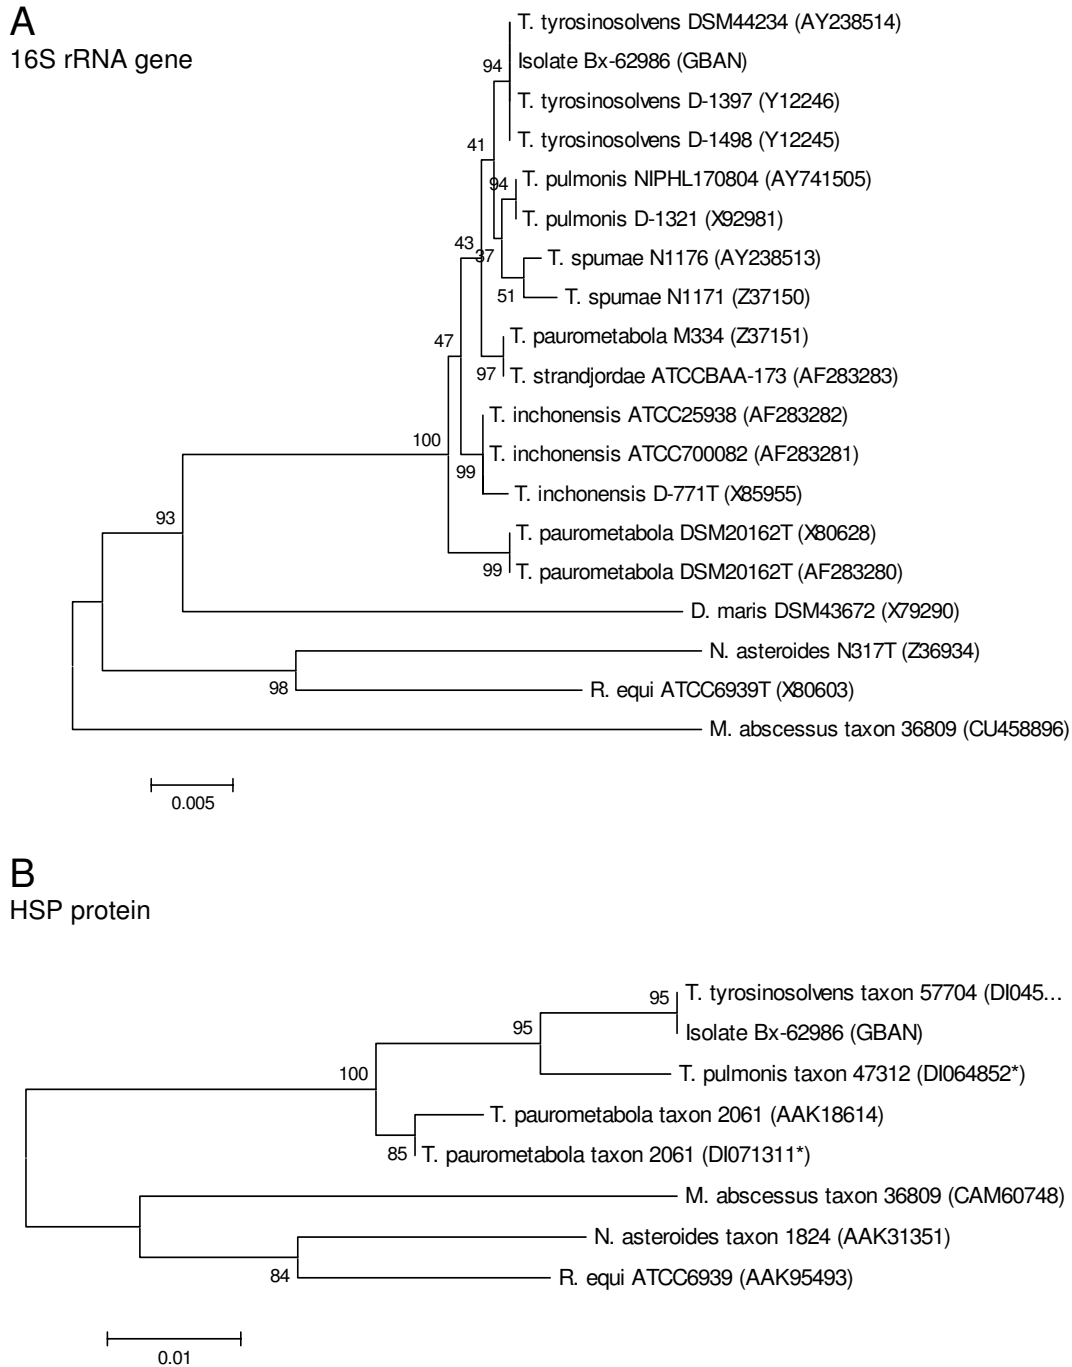 A
16S rRNA gene
T. tyrosinosolvens DSM44234 (AY238514)
94
Isolate Bx-62986 (GBAN)
T. tyrosinosolvens D-1397 (Y12246)
T. tyrosinosolvens D-1498 (Y12245)
41
94
T. pulmonis NIPHL170804 (AY741505)
T. pulmonis D-1321 (X92981)
43
37
T. spumae N1176 (AY238513)
51
T. spumae N1171 (Z37150)
47
T. paurometabola M334 (Z37151)
97
T. strandjordae ATCCBAA-173 (AF283283)
T. inchonensis ATCC25938 (AF283282)
100
T. inchonensis ATCC700082 (AF283281)
99
T. inchonensis D-771T (X85955)
93
T. paurometabola DSM20162T (X80628)
99
T. paurometabola DSM20162T (AF283280)
D. maris DSM43672 (X79290)
N. asteroides N317T (Z36934)
98
R. equi ATCC6939T (X80603)
M. abscessus taxon 36809 (CU458896)
0.005
B
HSP protein
95
T. tyrosinosolvens taxon 57704 (DI045...
95
Isolate Bx-62986 (GBAN)
100
T. pulmonis taxon 47312 (DI064852*)
T. paurometabola taxon 2061 (AAK18614)
85
T. paurometabola taxon 2061 (DI071311*)
M. abscessus taxon 36809 (CAM60748)
N. asteroides taxon 1824 (AAK31351)
84
R. equi ATCC6939 (AAK95493)
0.01